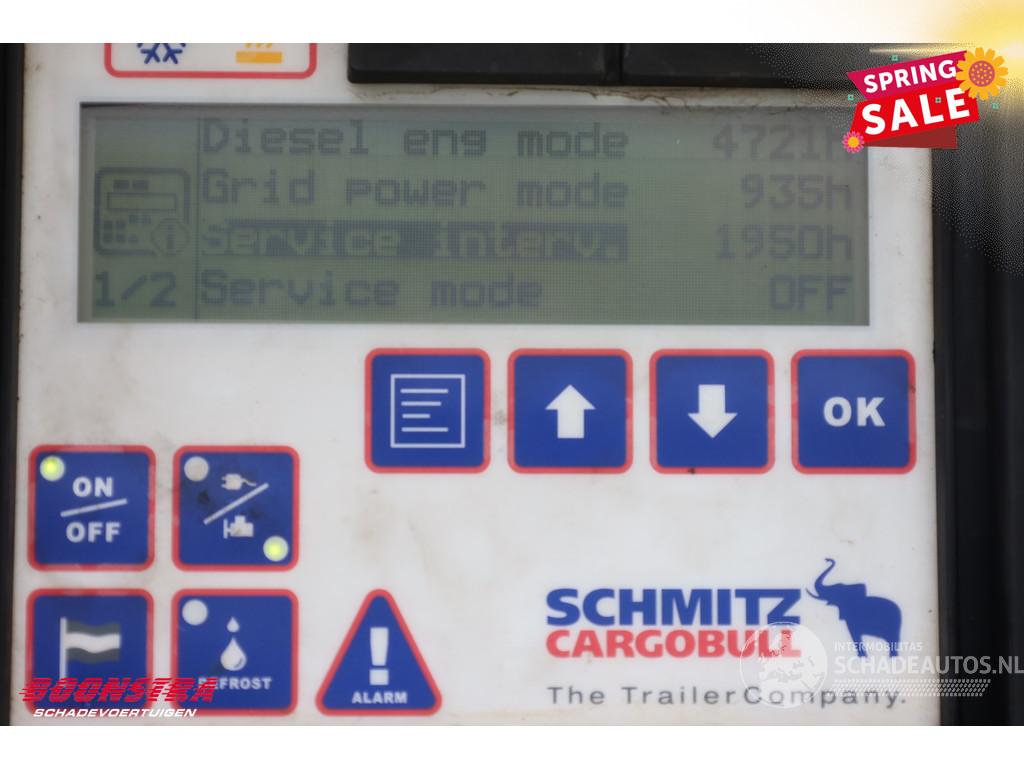 SPRING
SALE
Diesel eng mode 4721h
Grid power mode 935h
Service interv. 1950h
1/2 Service mode OFF
OK
ON
OFF
DEFROST
ALARM
SCHMITZ
CARGOBULL
The TrailerCompany.
INTERMOBILITAS
SCHADEAUTOS.NL
BOONSTRA
SCHADEVOERTUIGEN